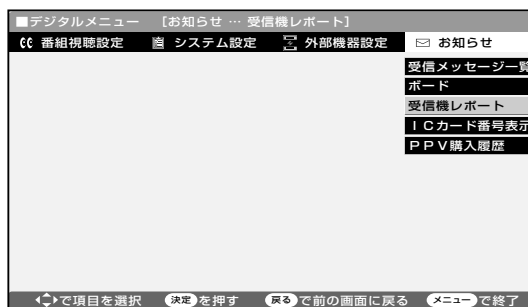 ■デジタルメニュー [お知らせ … 受信機レポート]
番組視聴設定 システム設定 外部機器設定 お知らせ
受信メッセージ一覧
ボード
受信機レポート
ICカード番号表示
PPV購入履歴
で項目を選択 決定を押す 戻るで前の画面に戻る メニューで終了